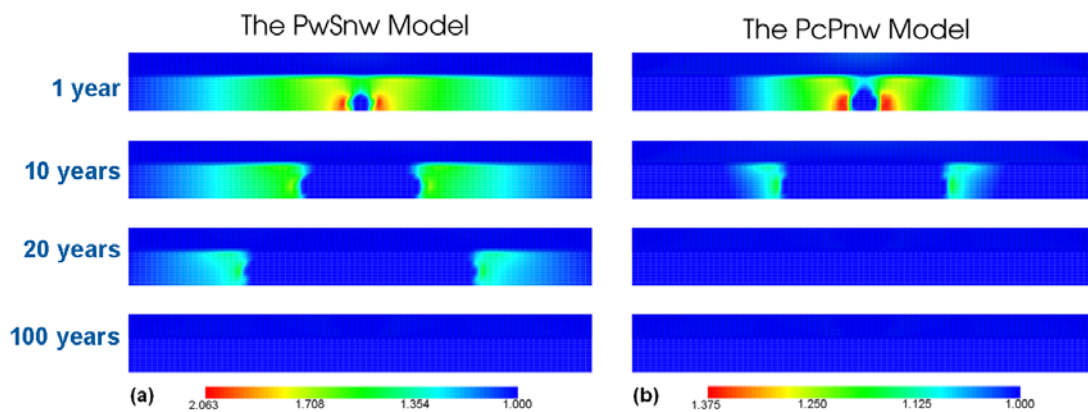 The PwSnw Model
The PcPnw Model
1 year
10 years
20 years
100 years
(a)
2.063 1.708 1.354 1.000
(b)
1.375 1.250 1.125 1.000